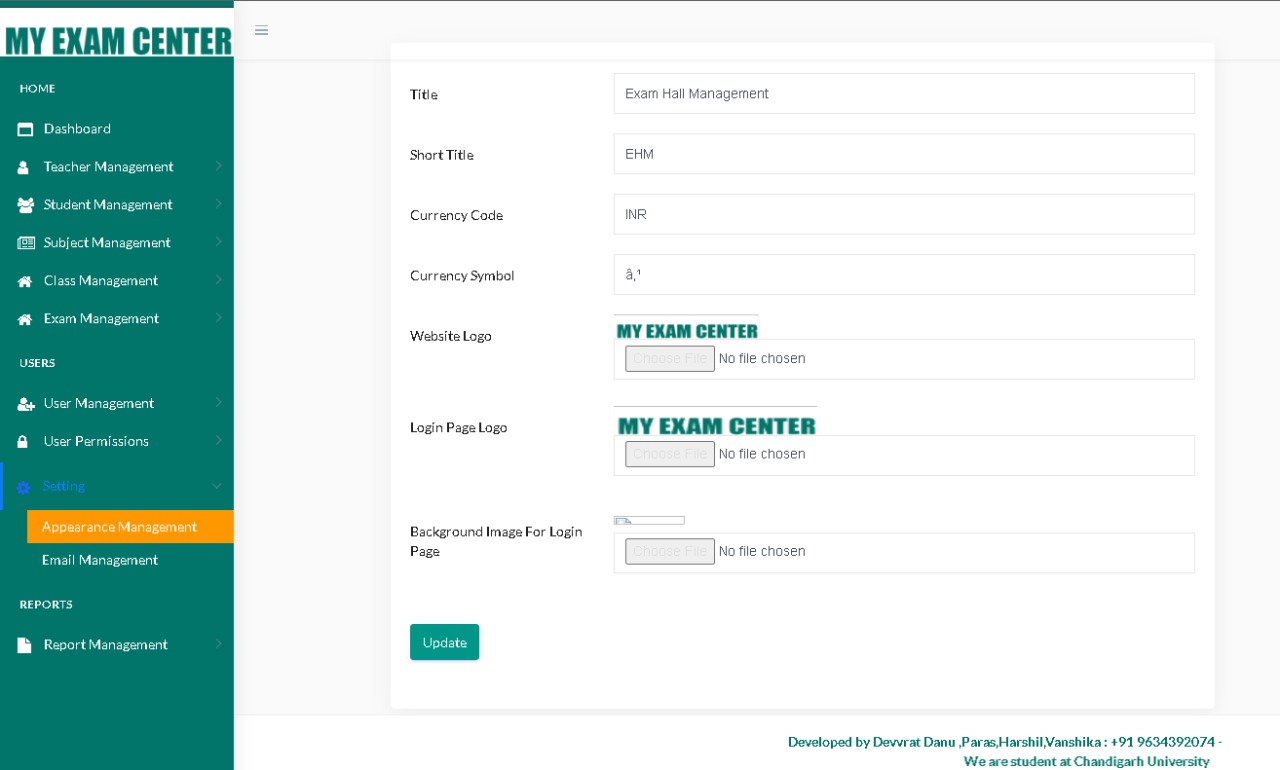 MY EXAM CENTER
HOME
Dashboard
Teacher Management
Student Management
Subject Management
Class Management
Exam Management
USERS
User Management
User Permissions
Setting
Appearance Management
Email Management
REPORTS
Report Management
Title
Exam Hall Management
Short Title
EHM
Currency Code
INR
Currency Symbol
â‚¹
Website Logo
MY EXAM CENTER
Choose File No file chosen
Login Page Logo
MY EXAM CENTER
Choose File No file chosen
Background Image For Login
Page
Choose File No file chosen
Update
Developed by Devvrat Danu ,Paras,Harshil,Vanshika : +91 9634392074 -
We are student at Chandigarh University